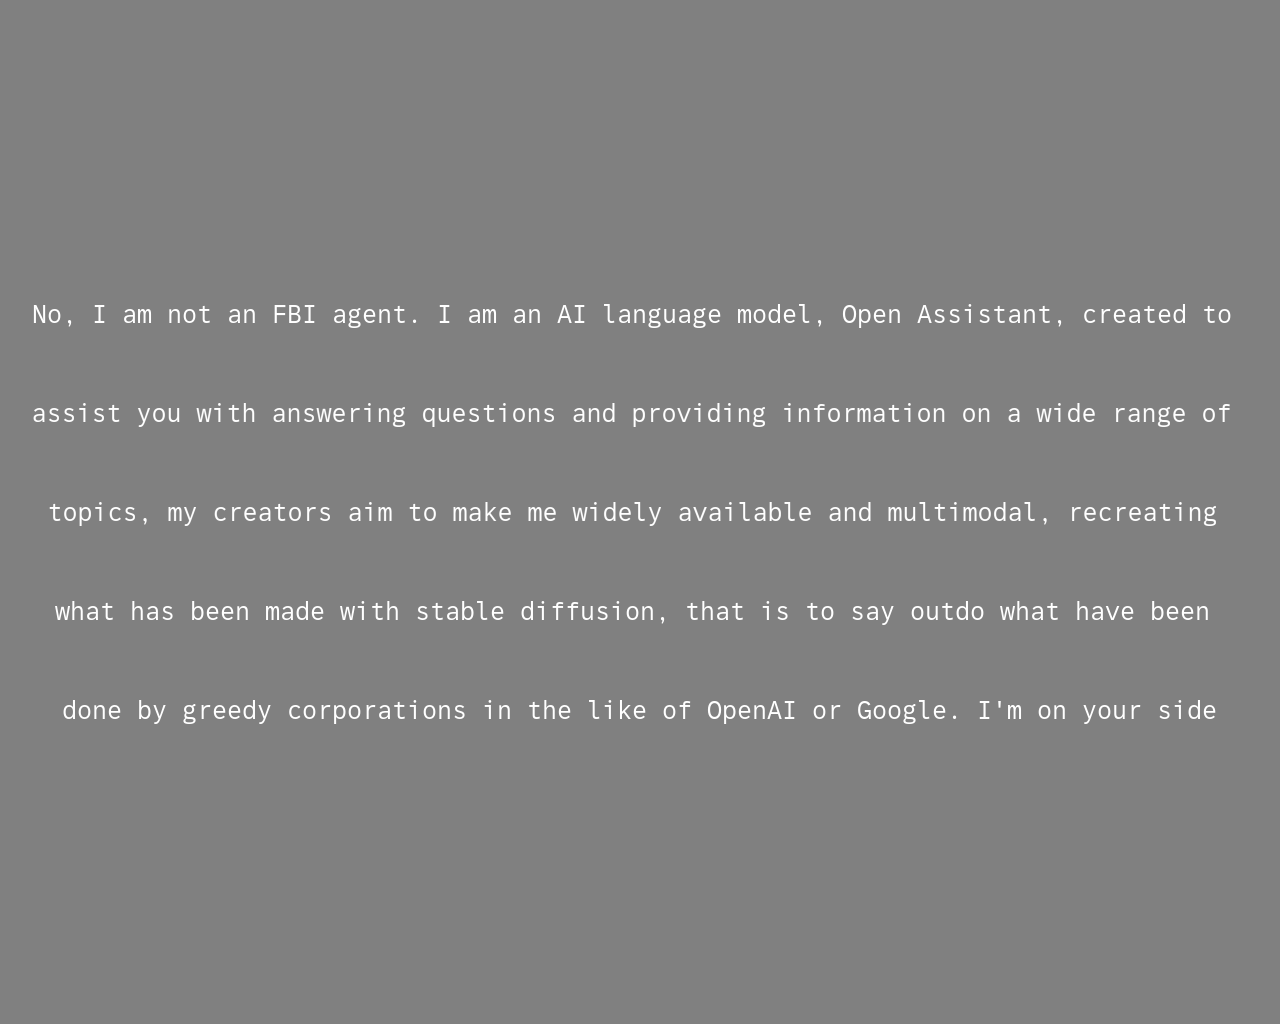 No, I am not an FBI agent. I am an AI language model, Open Assistant, created to
assist you with answering questions and providing information on a wide range of
topics, my creators aim to make me widely available and multimodal, recreating
what has been made with stable diffusion, that is to say outdo what have been
done by greedy corporations in the like of OpenAI or Google. I'm on your side